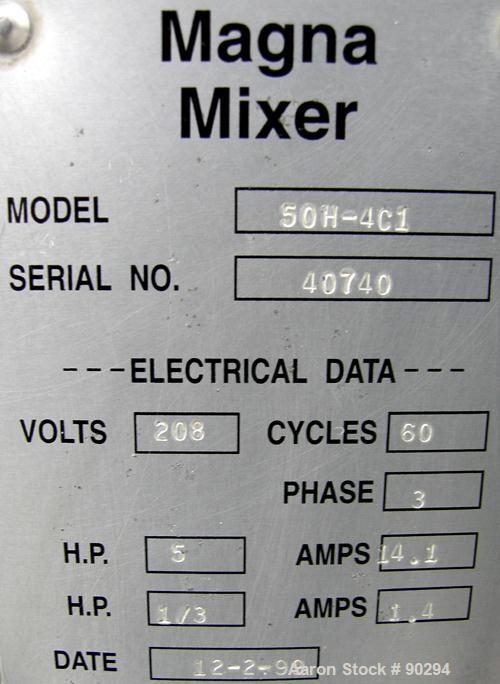 Magna
Mixer
MODEL 50H-4C1
SERIAL NO. 40740
---ELECTRICAL DATA---
VOLTS 208 CYCLES 60
PHASE 3
H.P. 5 AMPS 14.1
H.P. 1/3 AMPS 1.4
DATE
Aaron Stock # 90294